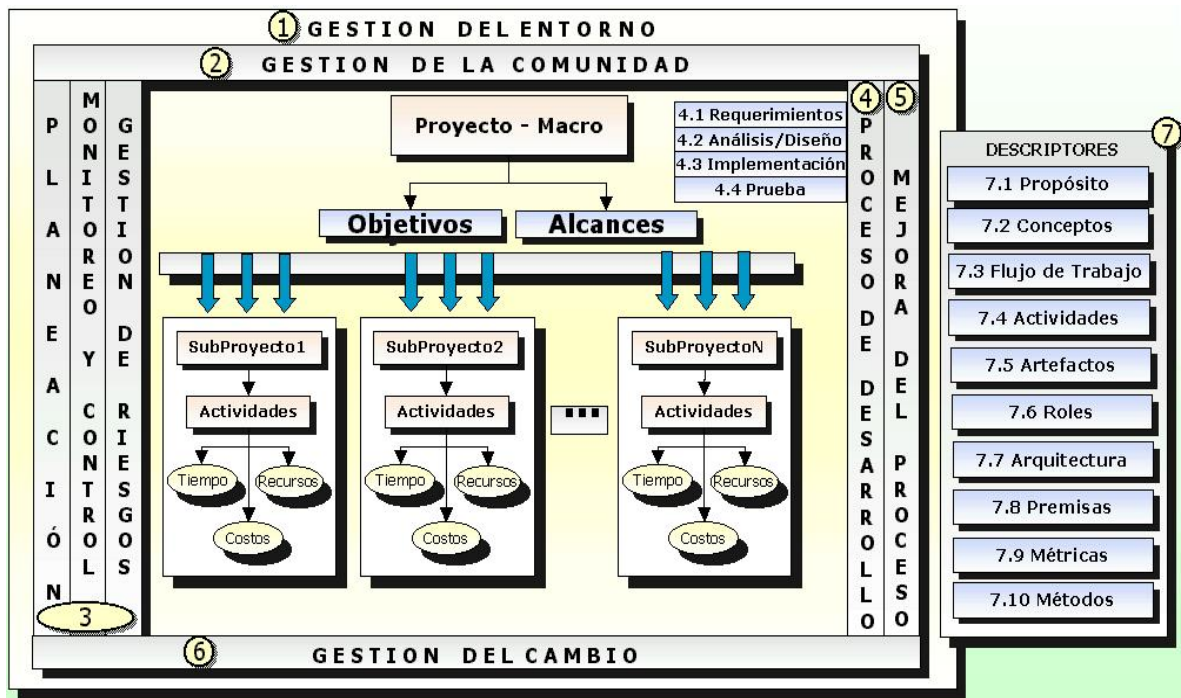 1 GESTION DEL ENTORNO
2 GESTION DE LA COMUNIDAD
PLANEACIÓN
MONITOREO Y CONTROL
GESTION DE RIESGOS
3
Proyecto - Macro
Objetivos
Alcances
4.1 Requerimientos
4.2 Análisis/Diseño
4.3 Implementación
4.4 Prueba
SubProyecto1
Actividades
Tiempo
Recursos
Costos
SubProyecto2
Actividades
Tiempo
Recursos
Costos
...
SubProyectoN
Actividades
Tiempo
Recursos
Costos
4 PROCESO DE DESARROLLO
5 MEJORA DEL PROCESO
6 GESTION DEL CAMBIO
7
DESCRIPTORES
7.1 Propósito
7.2 Conceptos
7.3 Flujo de Trabajo
7.4 Actividades
7.5 Artefactos
7.6 Roles
7.7 Arquitectura
7.8 Premisas
7.9 Métricas
7.10 Métodos